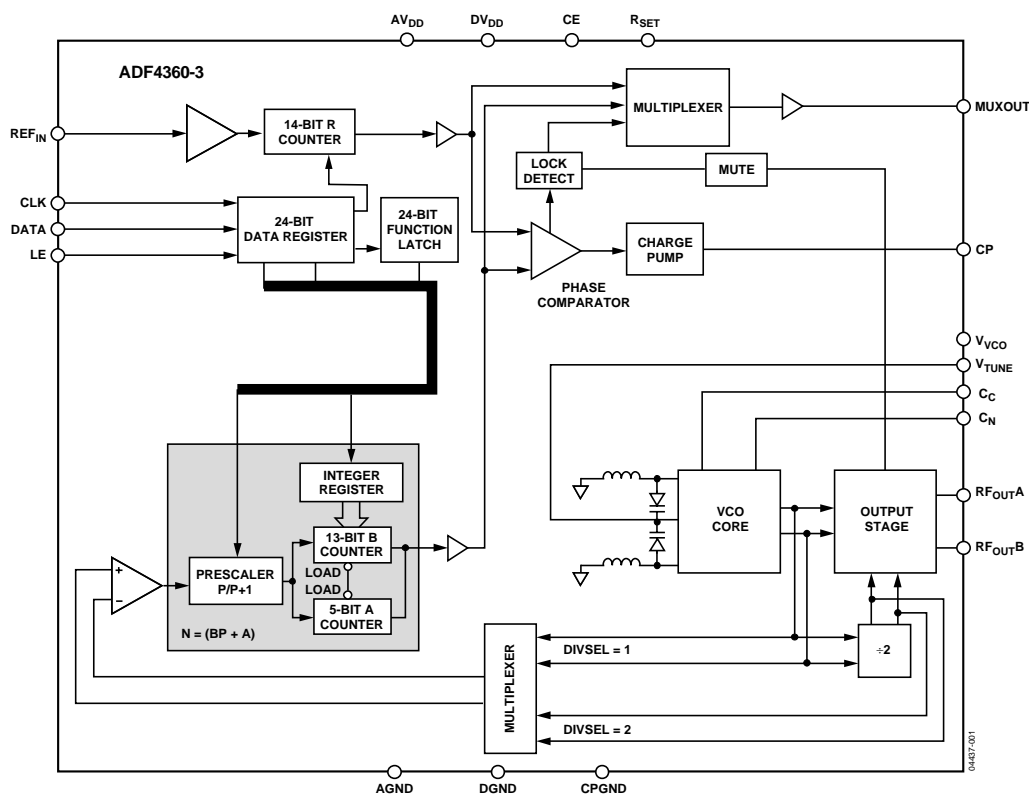 AVDD DVDD CE RSET
ADF4360-3
REFIN
14-BIT R
COUNTER
MULTIPLEXER
MUXOUT
LOCK
DETECT
MUTE
CLK
DATA
LE
24-BIT
DATA REGISTER
24-BIT
FUNCTION
LATCH
CHARGE
PUMP
CP
PHASE
COMPARATOR
VVCO
VTUNE
CC
CN
INTEGER
REGISTER
13-BIT B
COUNTER
LOAD
LOAD
5-BIT A
COUNTER
PRESCALER
P/P+1
+
−
N = (BP + A)
VCO
CORE
OUTPUT
STAGE
RFOUTA
RFOUTB
MULTIPLEXER
DIVSEL = 1
DIVSEL = 2
÷2
04437-001
AGND DGND CPGND